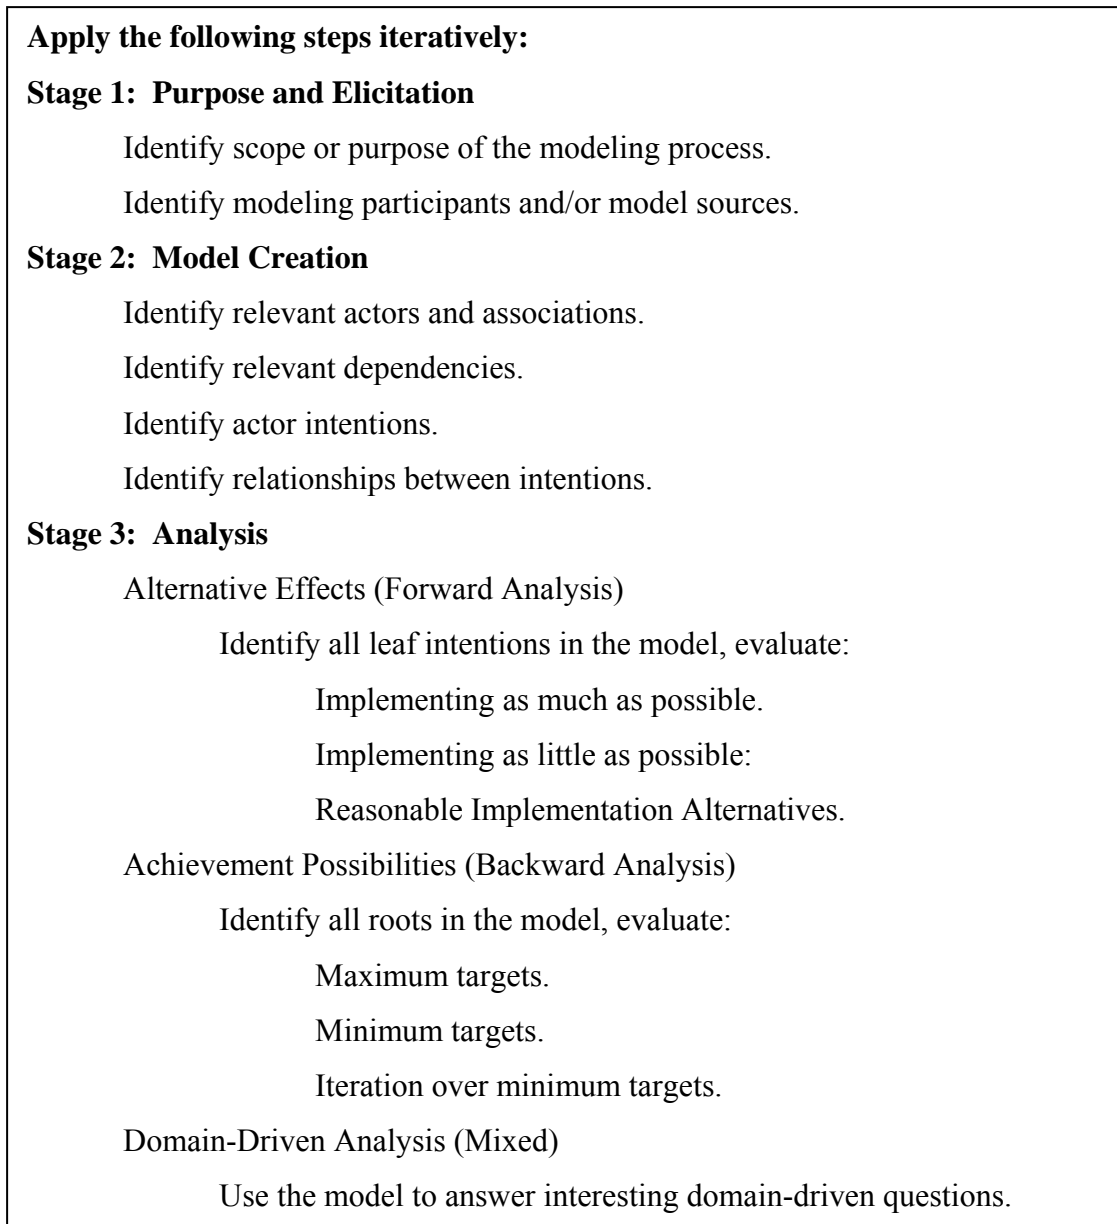 Apply the following steps iteratively:
Stage 1:  Purpose and Elicitation
Identify scope or purpose of the modeling process.
Identify modeling participants and/or model sources.
Stage 2:  Model Creation
Identify relevant actors and associations.
Identify relevant dependencies.
Identify actor intentions.
Identify relationships between intentions.
Stage 3:  Analysis
Alternative Effects (Forward Analysis)
Identify all leaf intentions in the model, evaluate:
Implementing as much as possible.
Implementing as little as possible:
Reasonable Implementation Alternatives.
Achievement Possibilities (Backward Analysis)
Identify all roots in the model, evaluate:
Maximum targets.
Minimum targets.
Iteration over minimum targets.
Domain-Driven Analysis (Mixed)
Use the model to answer interesting domain-driven questions.